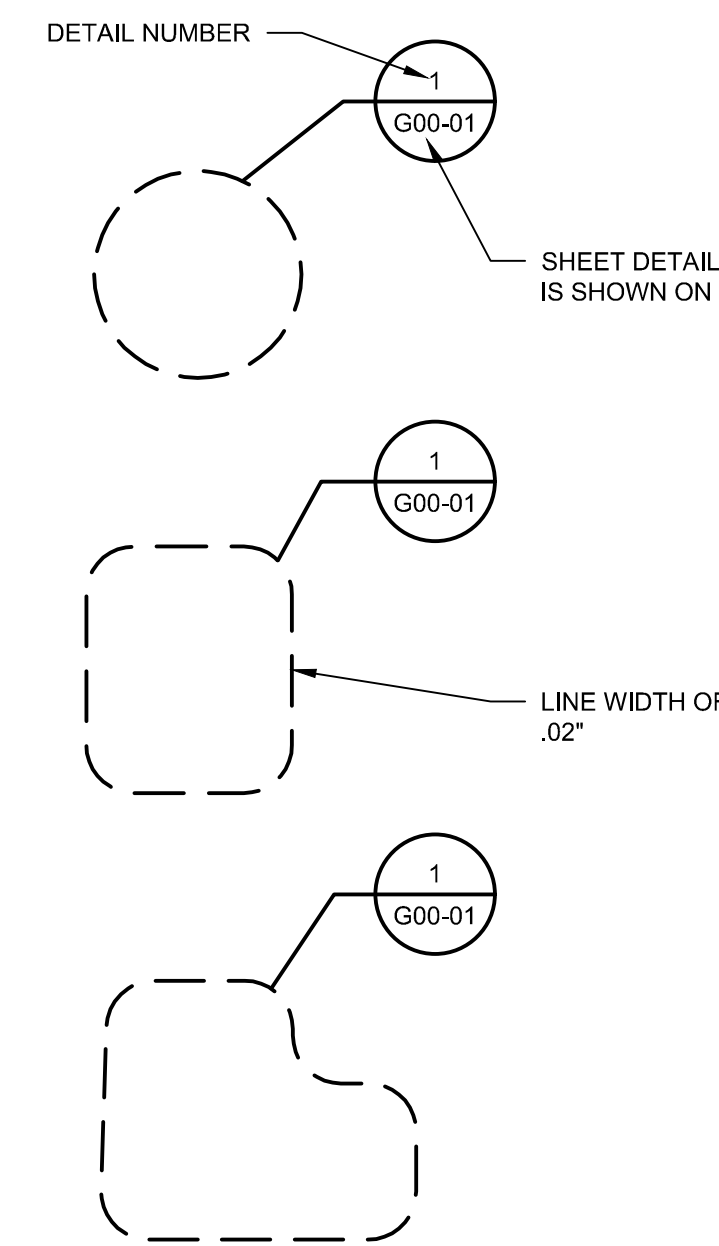 DETAIL NUMBER
1
G00-01
SHEET DETAIL
IS SHOWN ON
1
G00-01
LINE WIDTH OF
.02"
1
G00-01